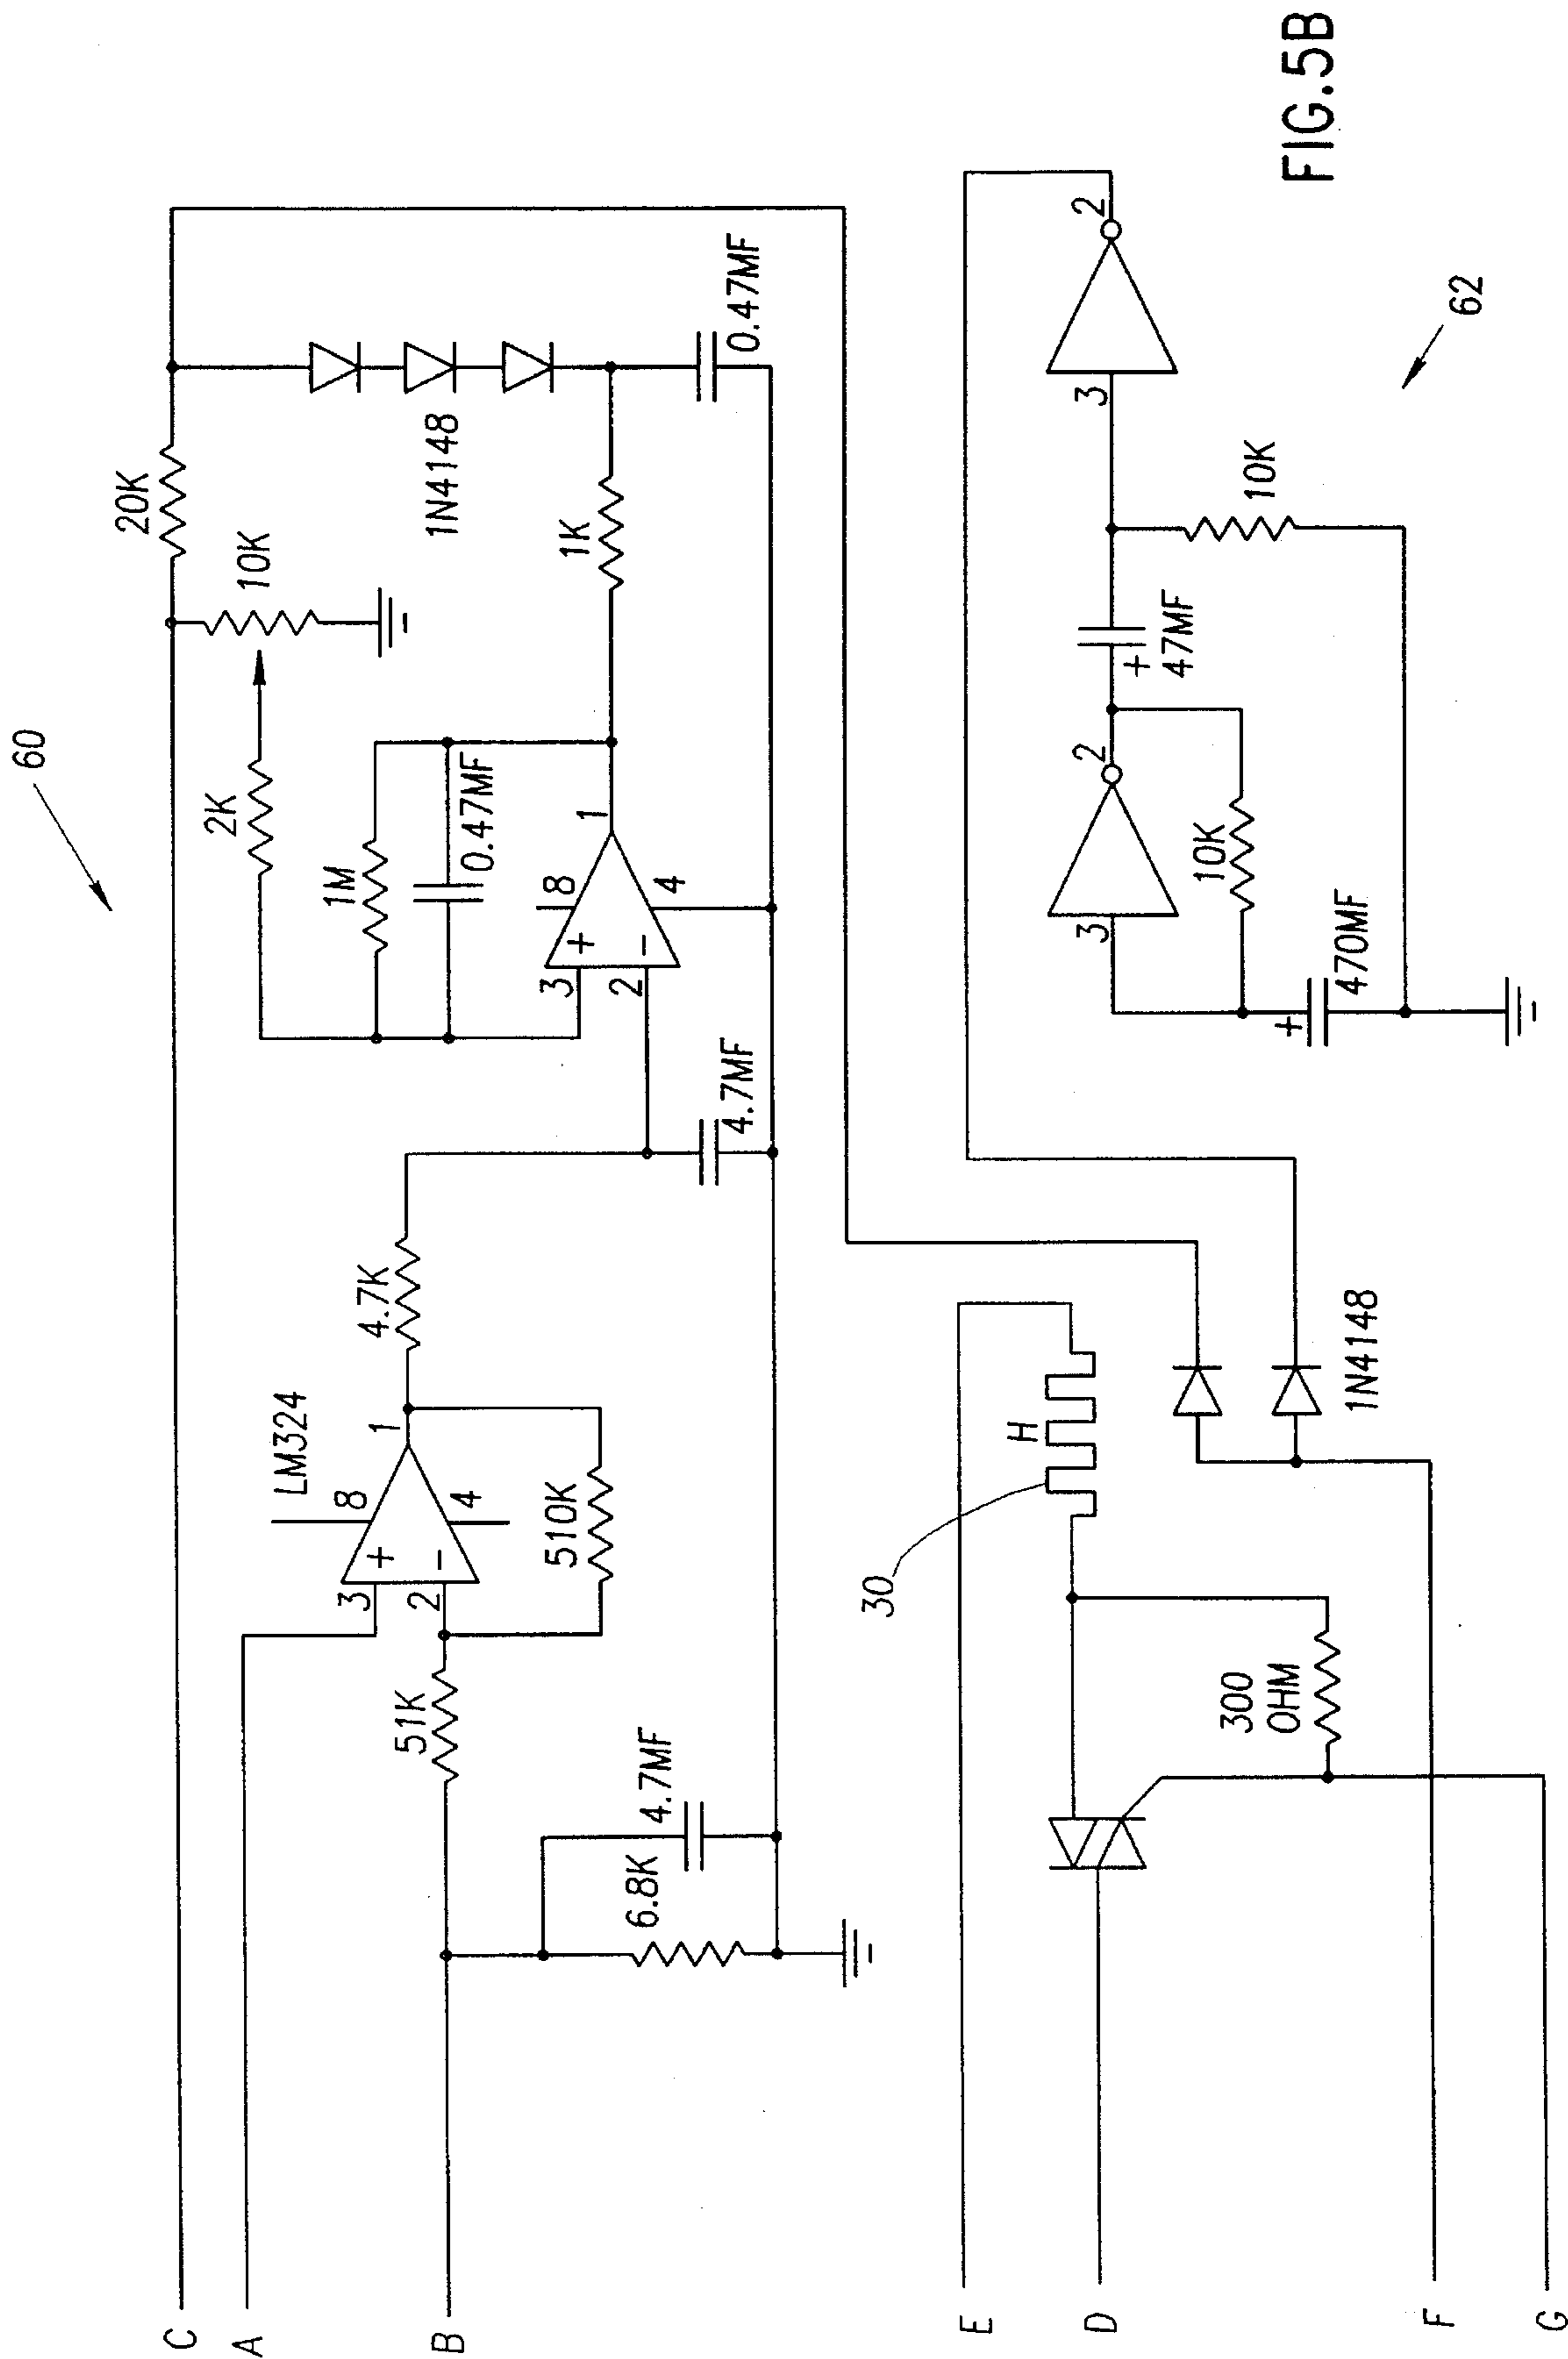 60
20K
10K
2K
1M
0.47MF
8
3
+
1
2
-
4
1K
1N4148
0.47MF
4.7MF
4.7K
LM324
8
3
+
1
2
-
4
510K
51K
4.7MF
6.8K
C
A
B
E
D
F
G
30
H
300
OHM
1N4148
3
2
10K
470MF
+
47MF
+
10K
3
2
62
FIG.5B